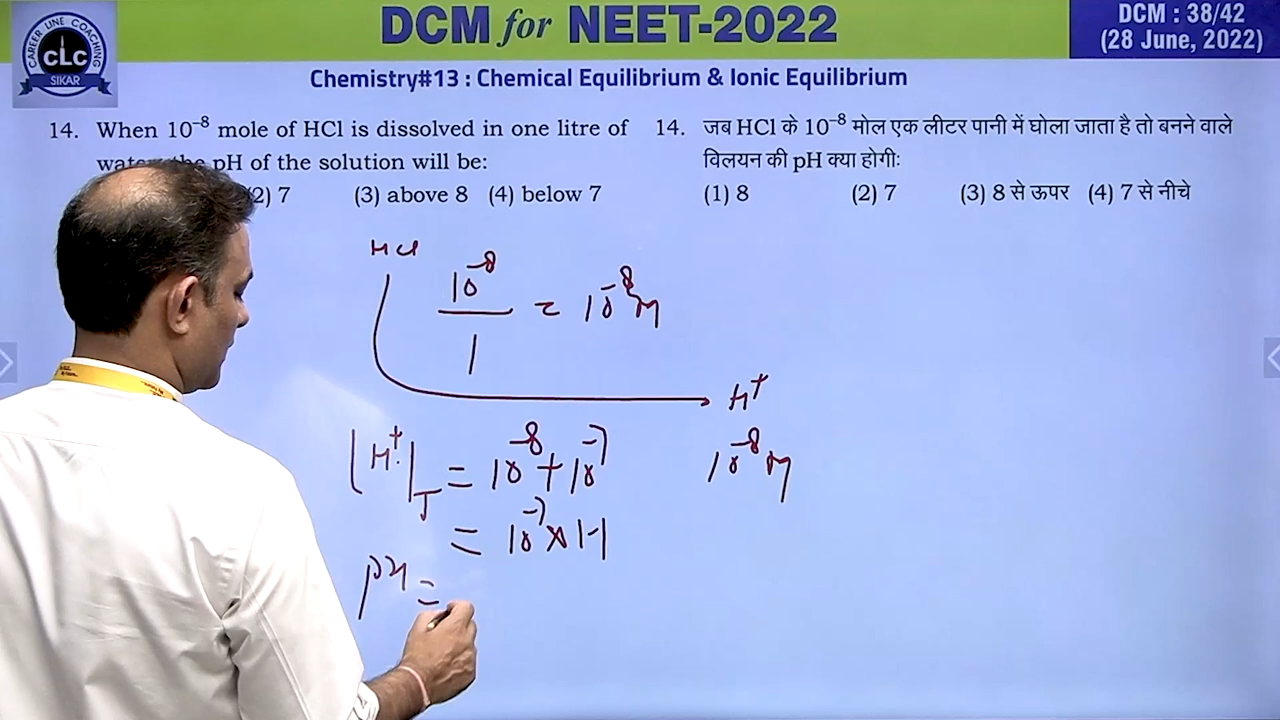 CAREER LINE COACHING
CLC
SIKAR
DCM for NEET-2022
DCM : 38/42
(28 June, 2022)
Chemistry#13 : Chemical Equilibrium & Ionic Equilibrium
14. When 10⁻⁸ mole of HCl is dissolved in one litre of
the pH of the solution will be:
2) 7 (3) above 8 (4) below 7
14. जब HCl के 10⁻⁸ मोल एक लीटर पानी में घोला जाता है तो बनने वाले
विलयन की pH क्या होगीः
(1) 8 (2) 7 (3) 8 से ऊपर (4) 7 से नीचे
HCl
10⁻⁸
1
= 10⁻⁸ M
H⁺
10⁻⁸ M
[H⁺]T = 10⁻⁸ + 10⁻⁷
= 10⁻⁷ × 1.1
pH =